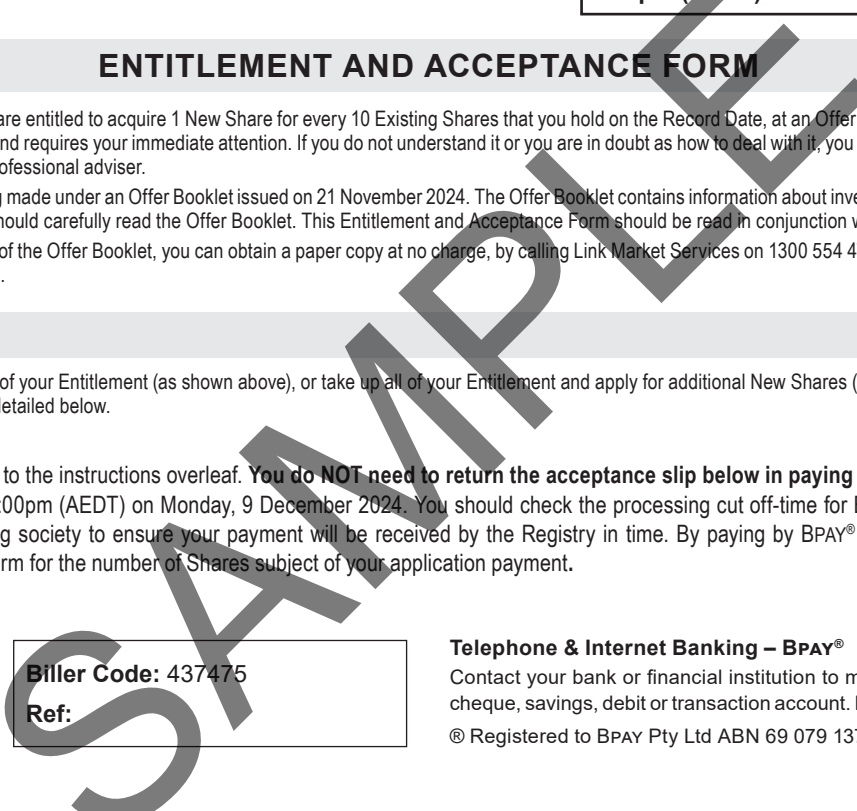 ENTITLEMENT AND ACCEPTANCE FORM
are entitled to acquire 1 New Share for every 10 Existing Shares that you hold on the Record Date, at an Offer
nd requires your immediate attention. If you do not understand it or you are in doubt as how to deal with it, you
ofessional adviser.
g made under an Offer Booklet issued on 21 November 2024. The Offer Booklet contains information about inve
hould carefully read the Offer Booklet. This Entitlement and Acceptance Form should be read in conjunction w
of the Offer Booklet, you can obtain a paper copy at no charge, by calling Link Market Services on 1300 554 4
.
of your Entitlement (as shown above), or take up all of your Entitlement and apply for additional New Shares (
detailed below.
to the instructions overleaf. You do NOT need to return the acceptance slip below in paying
:00pm (AEDT) on Monday, 9 December 2024. You should check the processing cut off-time for
ng society to ensure your payment will be received by the Registry in time. By paying by BPAY®
rm for the number of Shares subject of your application payment.
Biller Code: 437475
Ref:
Telephone & Internet Banking – BPAY®
Contact your bank or financial institution to m
cheque, savings, debit or transaction account.
® Registered to BPAY Pty Ltd ABN 69 079 137
SAMPLE